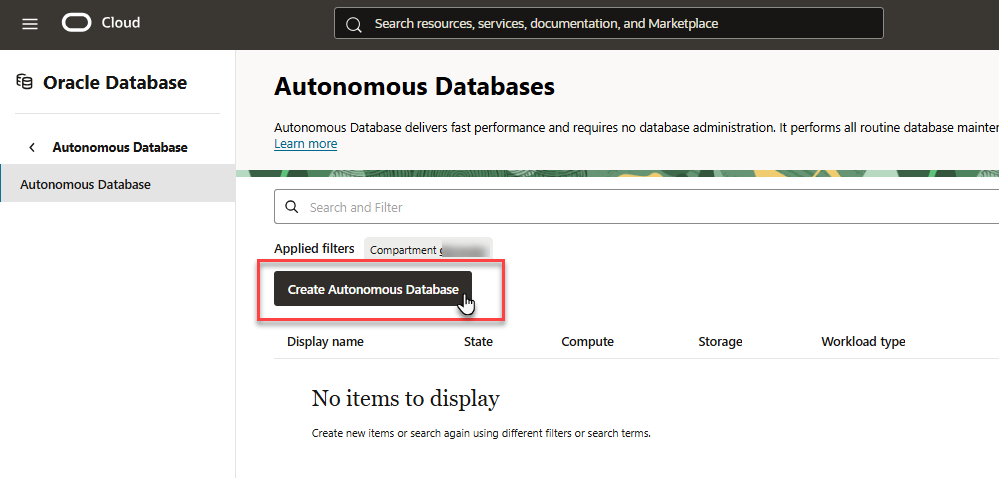 Cloud
Search resources, services, documentation, and Marketplace
Oracle Database
Autonomous Database
Autonomous Database
Autonomous Databases
Autonomous Database delivers fast performance and requires no database administration. It performs all routine database
Learn more
Search and Filter
Applied filters
Compartment
Create Autonomous Database
Display name State Compute Storage Workload type
No items to display
Create new items or search again using different filters or search terms.